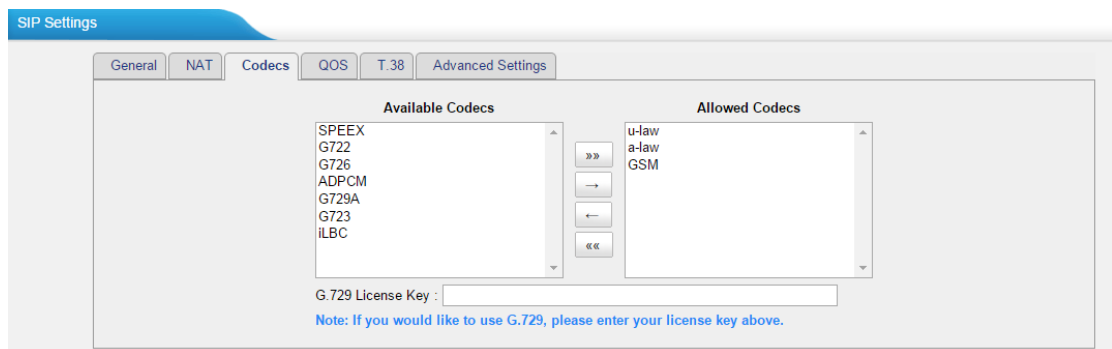 SIP Settings
General NAT Codecs QOS T.38 Advanced Settings
Available Codecs
SPEEX
G722
G726
ADPCM
G729A
G723
iLBC
»»
→
←
««
Allowed Codecs
u-law
a-law
GSM
G.729 License Key :
Note: If you would like to use G.729, please enter your license key above.